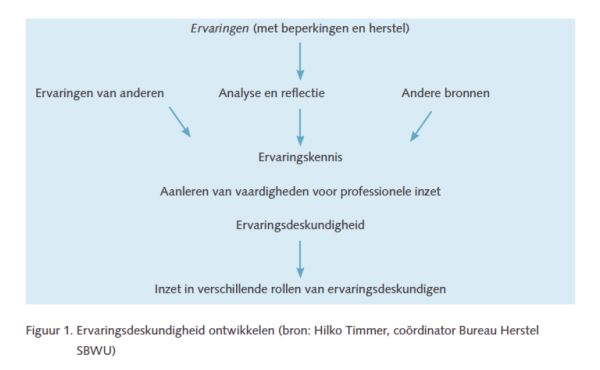 Ervaringen (met beperkingen en herstel)
Ervaringen van anderen Analyse en reflectie Andere bronnen
Ervaringskennis
Aanleren van vaardigheden voor professionele inzet
Ervaringsdeskundigheid
Inzet in verschillende rollen van ervaringsdeskundigen
Figuur 1. Ervaringsdeskundigheid ontwikkelen (bron: Hilko Timmer, coördinator Bureau Herstel
SBWU)